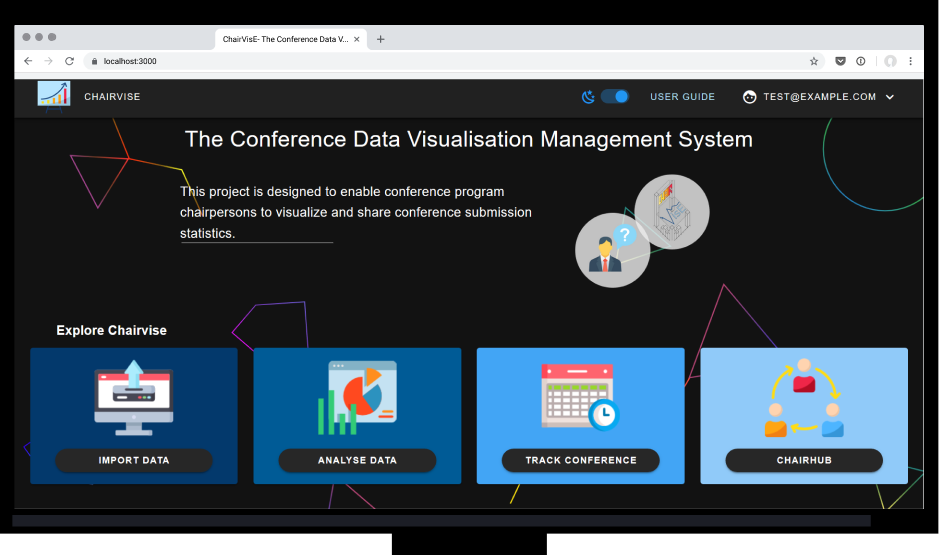 ChairVisE- The Conference Data V...
localhost:3000
CHAIRVISE
USER GUIDE
TEST@EXAMPLE.COM
The Conference Data Visualisation Management System
This project is designed to enable conference program
chairpersons to visualize and share conference submission
statistics.
Explore Chairvise
IMPORT DATA
ANALYSE DATA
TRACK CONFERENCE
CHAIRHUB